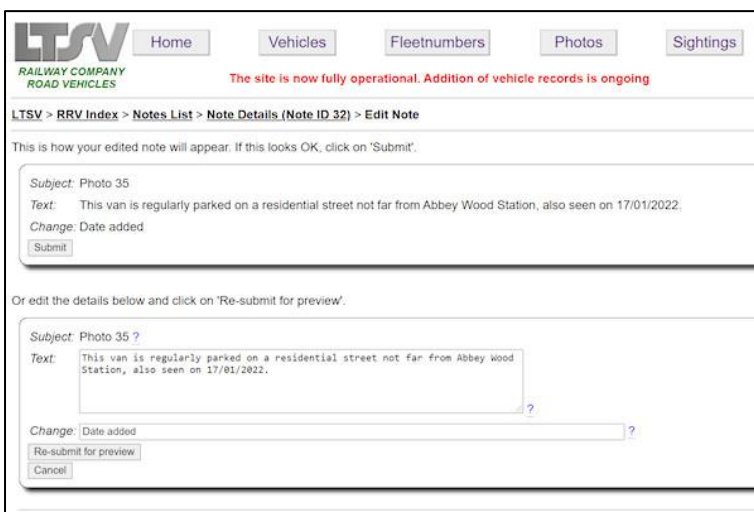 LTSV
Home
Vehicles
Fleetnumbers
Photos
Sightings
RAILWAY COMPANY
ROAD VEHICLES
The site is now fully operational. Addition of vehicle records is ongoing
LTSV > RRV Index > Notes List > Note Details (Note ID 32) > Edit Note
This is how your edited note will appear. If this looks OK, click on 'Submit'.
Subject: Photo 35
Text: This van is regularly parked on a residential street not far from Abbey Wood Station, also seen on 17/01/2022.
Change: Date added
Submit
Or edit the details below and click on 'Re-submit for preview'.
Subject: Photo 35 ?
Text: This van is regularly parked on a residential street not far from Abbey Wood
Station, also seen on 17/01/2022.
?
Change: Date added ?
Re-submit for preview
Cancel